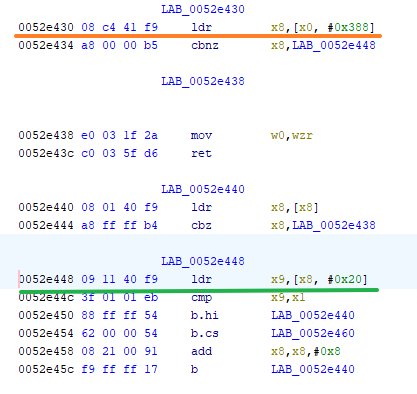 LAB_0052e430
0052e430 08 c4 41 f9 ldr x8,[x0, #0x388]
0052e434 a8 00 00 b5 cbnz x8,LAB_0052e448
LAB_0052e438
0052e438 e0 03 1f 2a mov w0,wzr
0052e43c c0 03 5f d6 ret
LAB_0052e440
0052e440 08 01 40 f9 ldr x8,[x8]
0052e444 a8 ff ff b4 cbz x8,LAB_0052e438
LAB_0052e448
0052e448 09 11 40 f9 ldr x9,[x8, #0x20]
0052e44c 3f 01 01 eb cmp x9,x1
0052e450 88 ff ff 54 b.hi LAB_0052e440
0052e454 62 00 00 54 b.cs LAB_0052e460
0052e458 08 21 00 91 add x8,x8,#0x8
0052e45c f9 ff ff 17 b LAB_0052e440